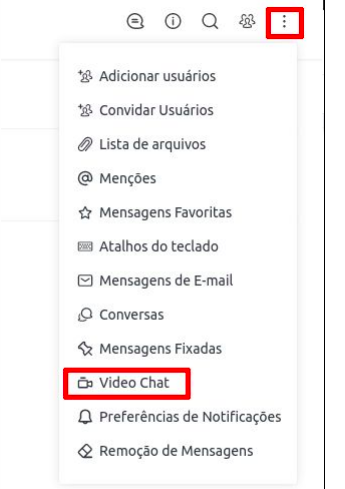 Adicionar usuários
Convidar Usuários
Lista de arquivos
Menções
Mensagens Favoritas
Atalhos do teclado
Mensagens de E-mail
Conversas
Mensagens Fixadas
Video Chat
Preferências de Notificações
Remoção de Mensagens